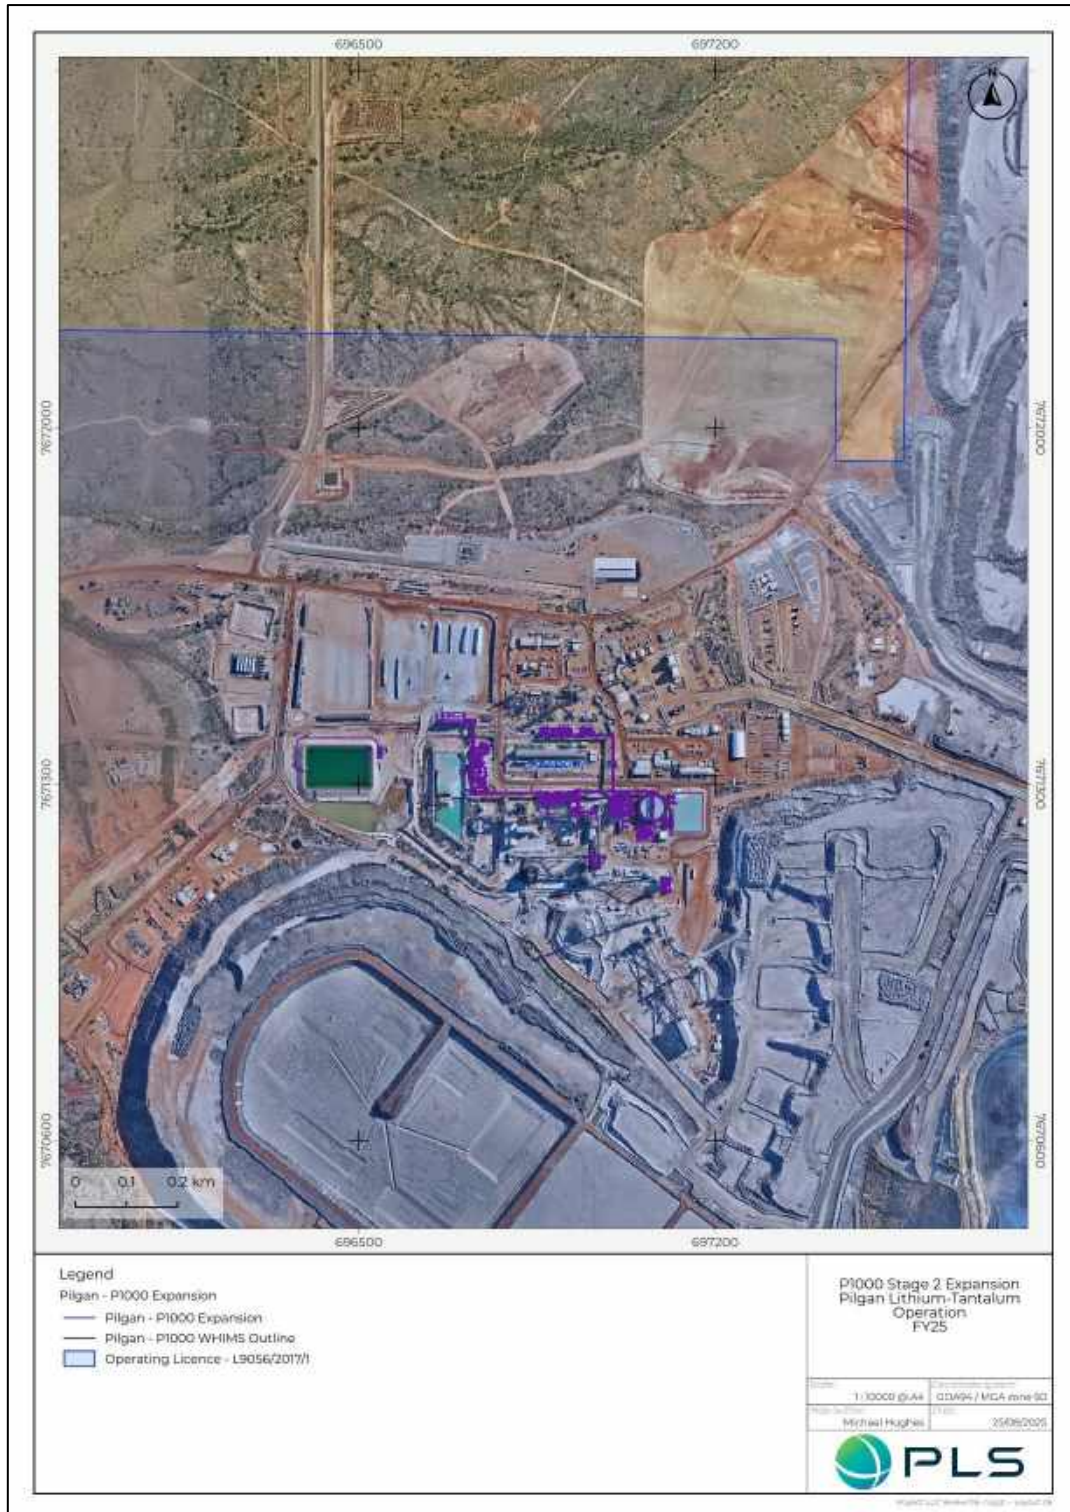 696500 697200
N
7672000 7672000
7671300 7671300
7670600 7670600
0 0.1 0.2 km
696500 697200
Legend
Pilgan - P1000 Expansion
Pilgan - P1000 Expansion
Pilgan - P1000 WHIMS Outline
Operating Licence - L9056/2017/1
P1000 Stage 2 Expansion
Pilgan Lithium-Tantalum
Operation
FY25
1:10000 @A4 GDA94 / MGA zone 50
Michael Hughes 25/08/2025
PLS